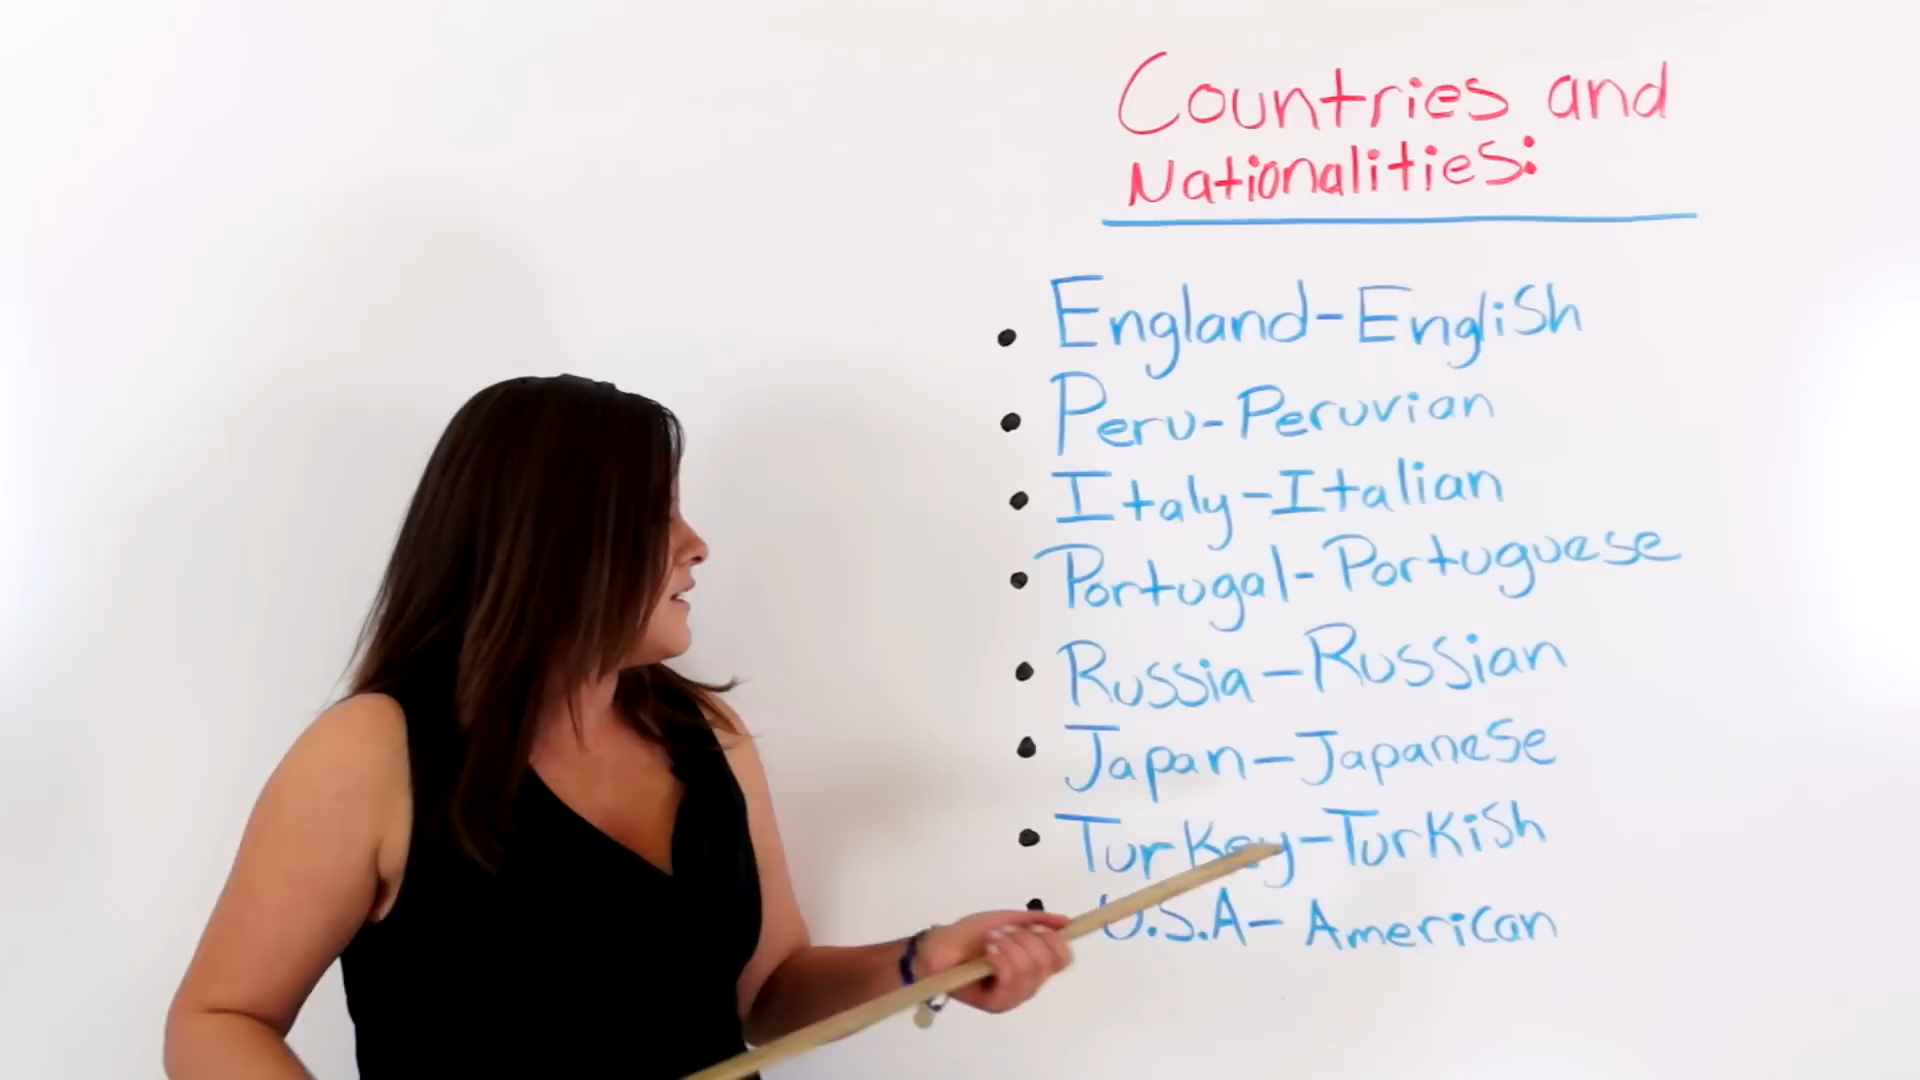 Countries and
Nationalities:
• England-English
• Peru-Peruvian
• Italy-Italian
• Portugal-Portuguese
• Russia-Russian
• Japan-Japanese
• Turkey-Turkish
• U.S.A-American